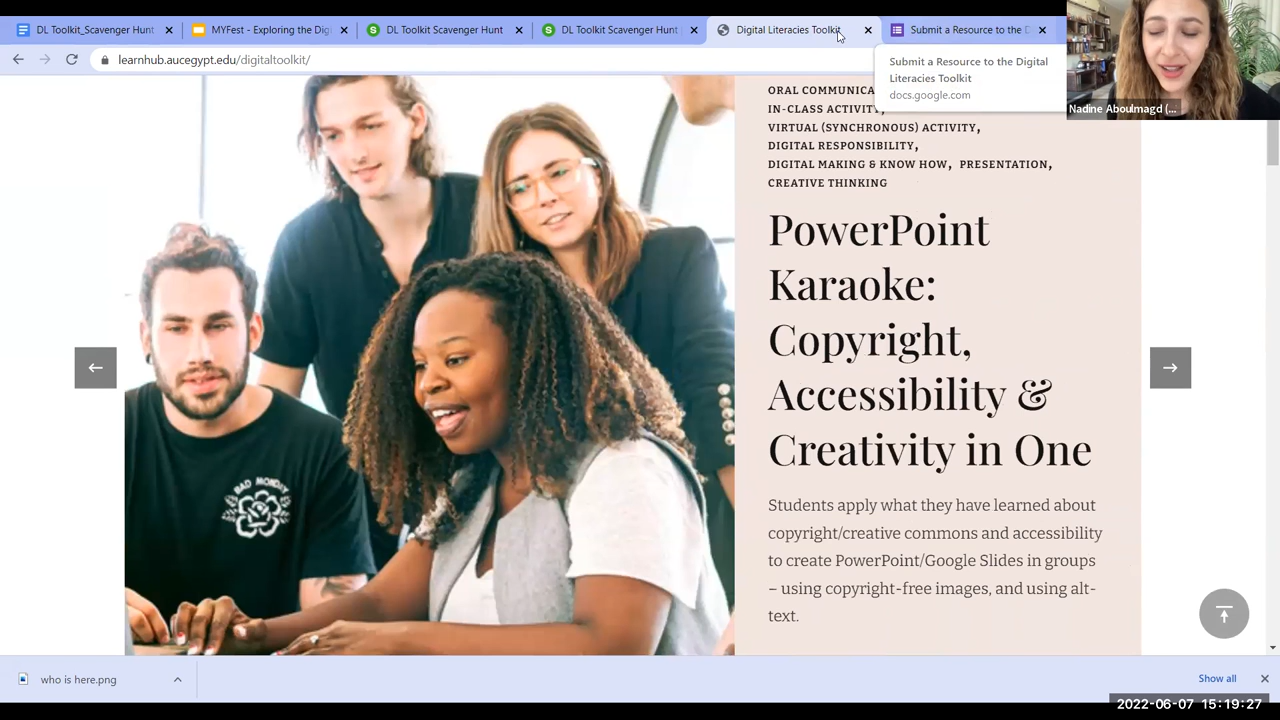 DL Toolkit_Scavenger Hunt
MYFest - Exploring the Dig
DL Toolkit Scavenger Hunt
DL Toolkit Scavenger Hunt
Digital Literacies Toolkit
Submit a Resource to the D
learnhub.aucegypt.edu/digitaltoolkit/
Submit a Resource to the Digital
Literacies Toolkit
docs.google.com
Nadine Aboulmagd (...
ORAL COMMUNICA
IN-CLASS ACTIVITY,
VIRTUAL (SYNCHRONOUS) ACTIVITY,
DIGITAL RESPONSIBILITY,
DIGITAL MAKING & KNOW HOW, PRESENTATION,
CREATIVE THINKING
PowerPoint
Karaoke:
Copyright,
Accessibility &
Creativity in One
Students apply what they have learned about
copyright/creative commons and accessibility
to create PowerPoint/Google Slides in groups
– using copyright-free images, and using alt-
text.
BAD MONDAY
who is here.png
Show all
2022-06-07 15:19:27